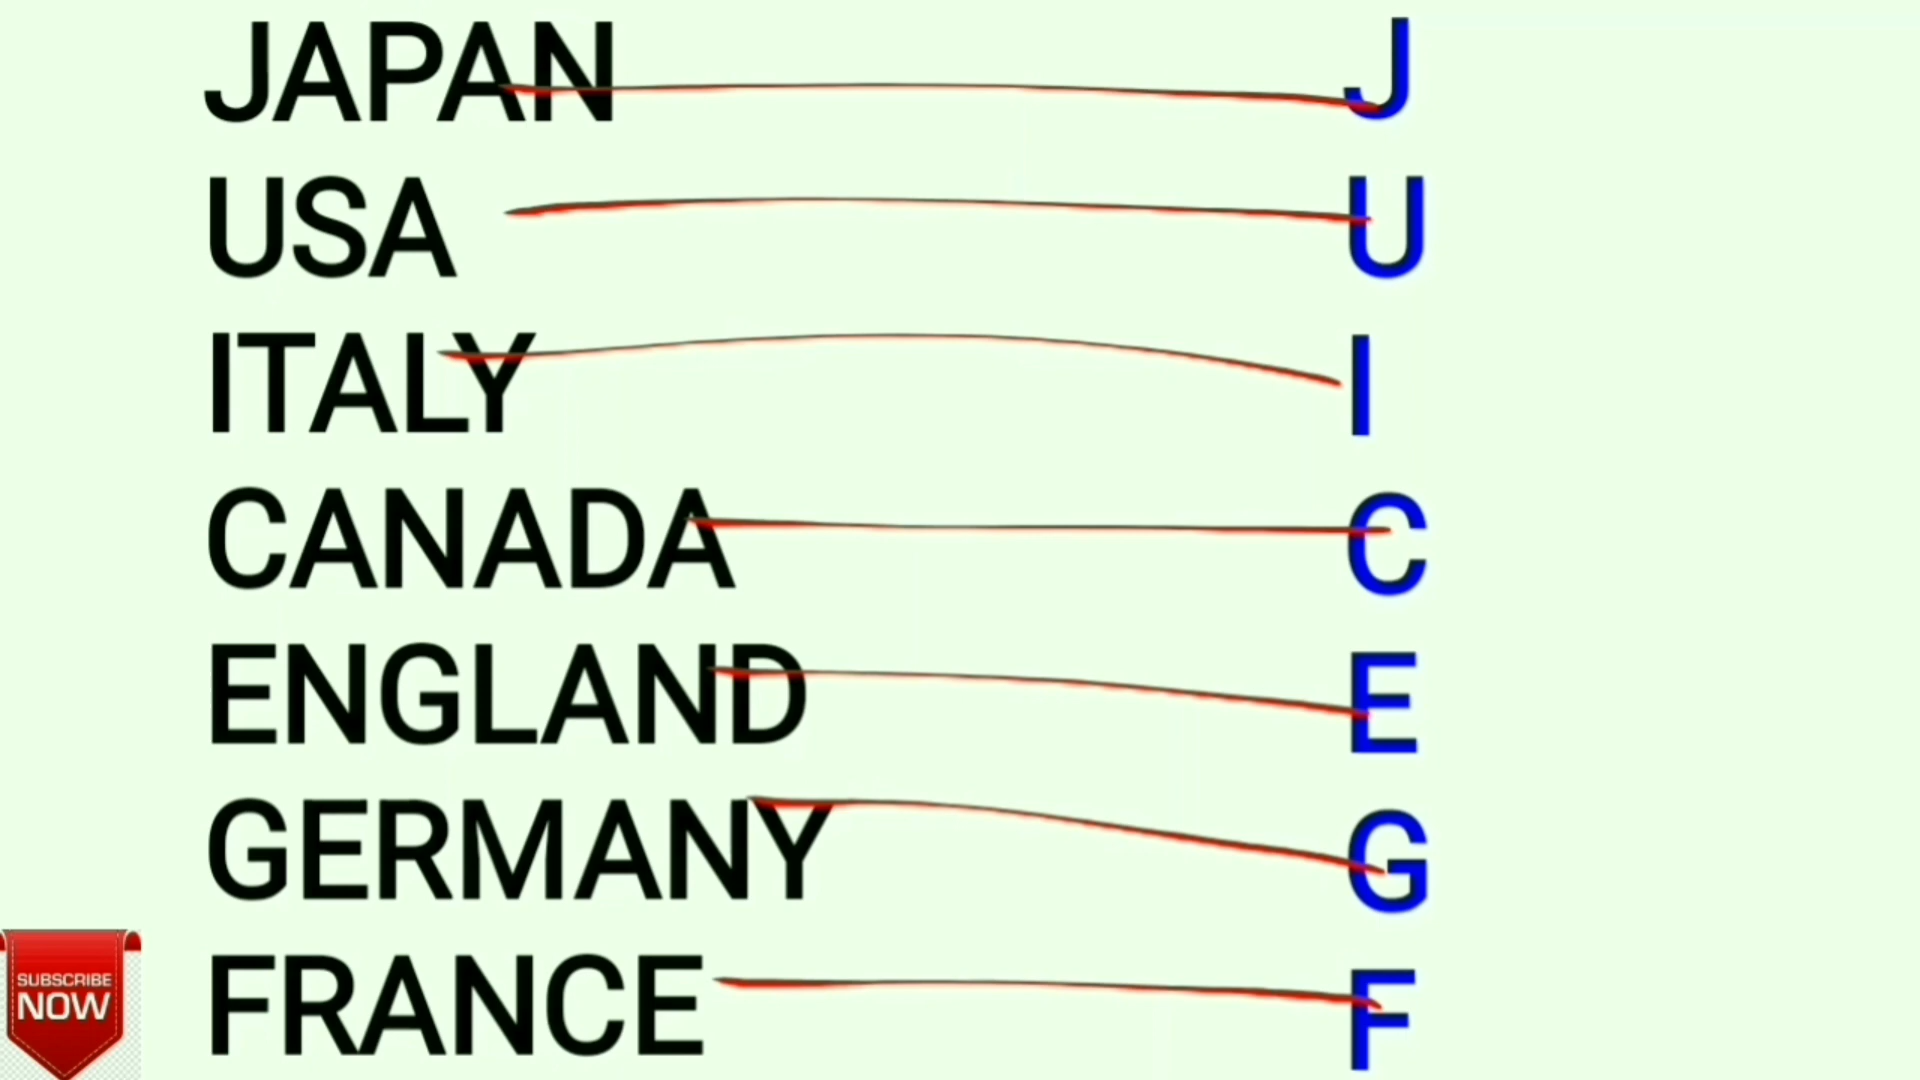 JAPAN J
USA U
ITALY I
CANADA C
ENGLAND E
GERMANY G
FRANCE F
SUBSCRIBE
NOW